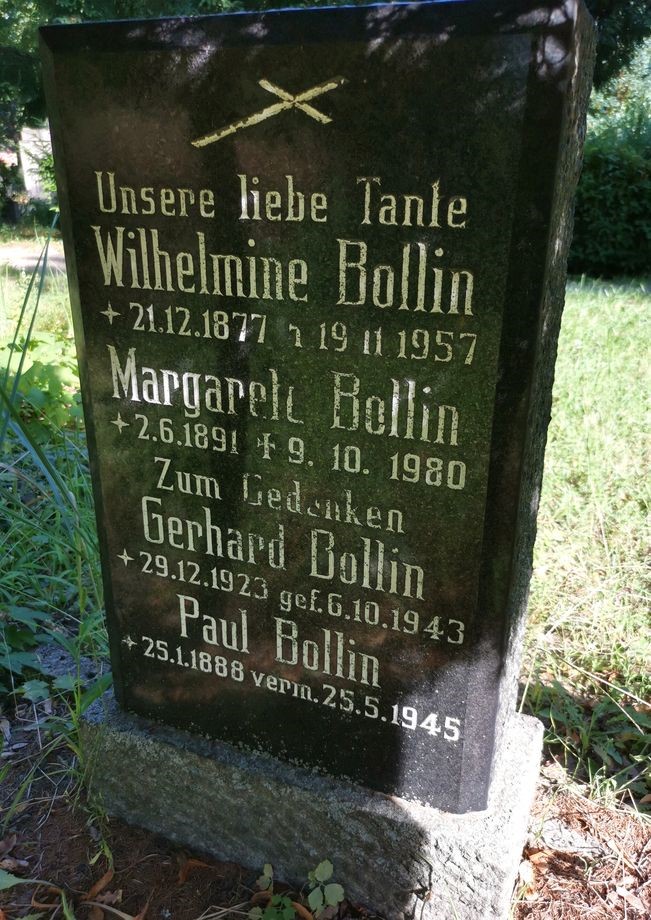 Unsere liebe Tante
Wilhelmine Bollin
21.12.1877 19 11 1957
Margarete Bollin
2.6.1891 ✝ 9. 10. 1980
Zum Gedenken
Gerhard Bollin
29.12.1923 gef. 6.10.1943
Paul Bollin
25.1.1888 verm. 25.5.1945